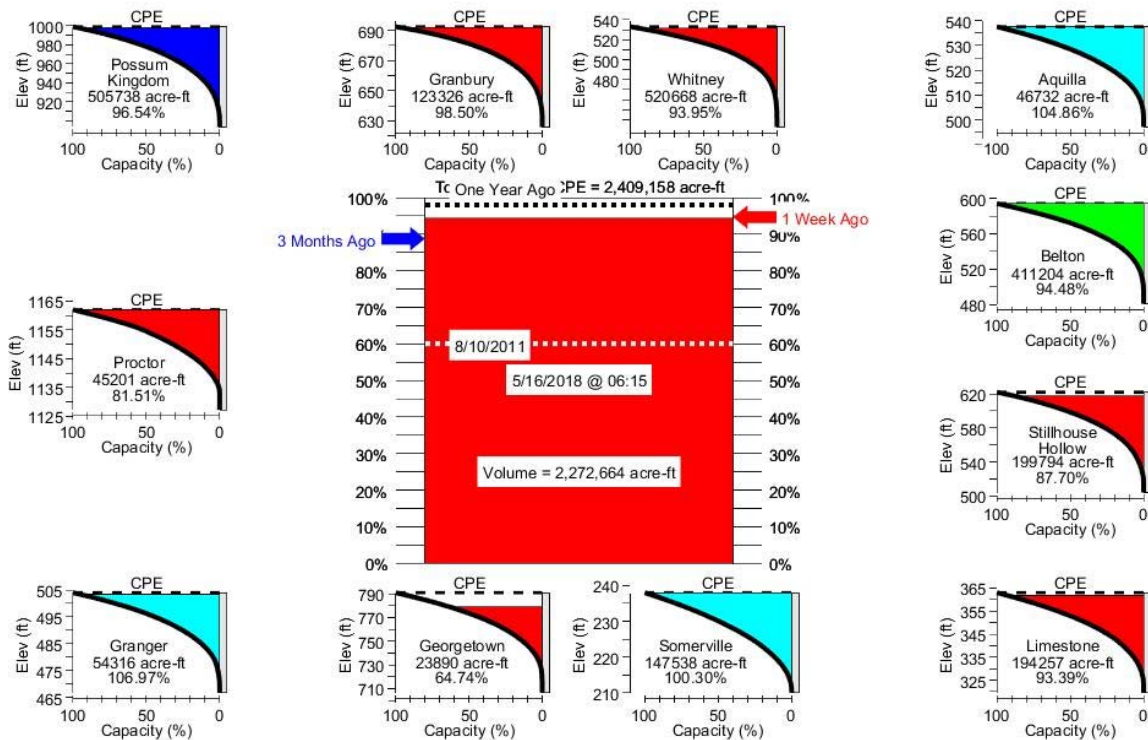 CPE
Elev (ft)
1000
980
960
940
920
Possum
Kingdom
505738 acre-ft
96.54%
100 50 0
Capacity (%)
CPE
Elev (ft)
690
660
630
Granbury
123326 acre-ft
98.50%
100 50 0
Capacity (%)
CPE
Elev (ft)
540
520
500
480
Whitney
520668 acre-ft
93.95%
100 50 0
Capacity (%)
CPE
Elev (ft)
540
530
520
510
500
Aquilla
46732 acre-ft
104.86%
100 50 0
Capacity (%)
One Year Ago CPE = 2,409,158 acre-ft
100% 100%
1 Week Ago
3 Months Ago
90% 90%
80% 80%
70% 70%
60% 60%
50% 50%
40% 40%
30% 30%
20% 20%
10% 10%
0% 0%
8/10/2011
5/16/2018 @ 06:15
Volume = 2,272,664 acre-ft
CPE
Elev (ft)
600
560
520
480
Belton
411204 acre-ft
94.48%
100 50 0
Capacity (%)
CPE
Elev (ft)
1165
1155
1145
1135
1125
Proctor
45201 acre-ft
81.51%
100 50 0
Capacity (%)
CPE
Elev (ft)
620
580
540
500
Stillhouse
Hollow
199794 acre-ft
87.70%
100 50 0
Capacity (%)
CPE
Elev (ft)
505
495
485
475
465
Granger
54316 acre-ft
106.97%
100 50 0
Capacity (%)
CPE
Elev (ft)
790
770
750
730
710
Georgetown
23890 acre-ft
64.74%
100 50 0
Capacity (%)
CPE
Elev (ft)
240
230
220
210
Somerville
147538 acre-ft
100.30%
100 50 0
Capacity (%)
CPE
Elev (ft)
365
355
345
335
325
Limestone
194257 acre-ft
93.39%
100 50 0
Capacity (%)